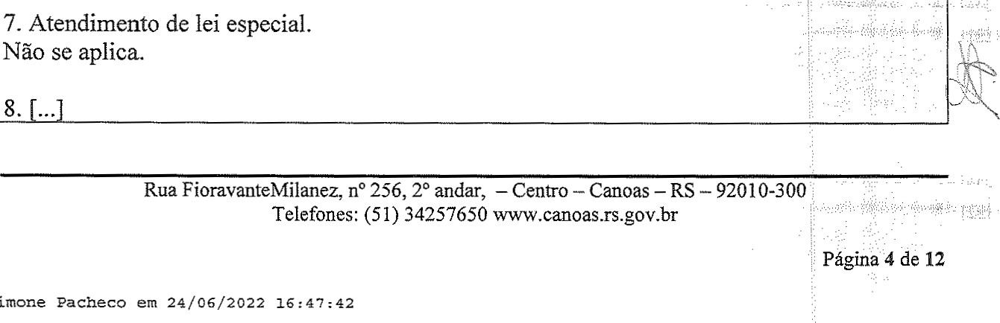 7. Atendimento de lei especial.
Não se aplica.
8. [...]
Rua FioravanteMilanez, nº 256, 2º andar, – Centro – Canoas – RS – 92010-300
Telefones: (51) 34257650 www.canoas.rs.gov.br
Página 4 de 12
imone Pacheco em 24/06/2022 16:47:42